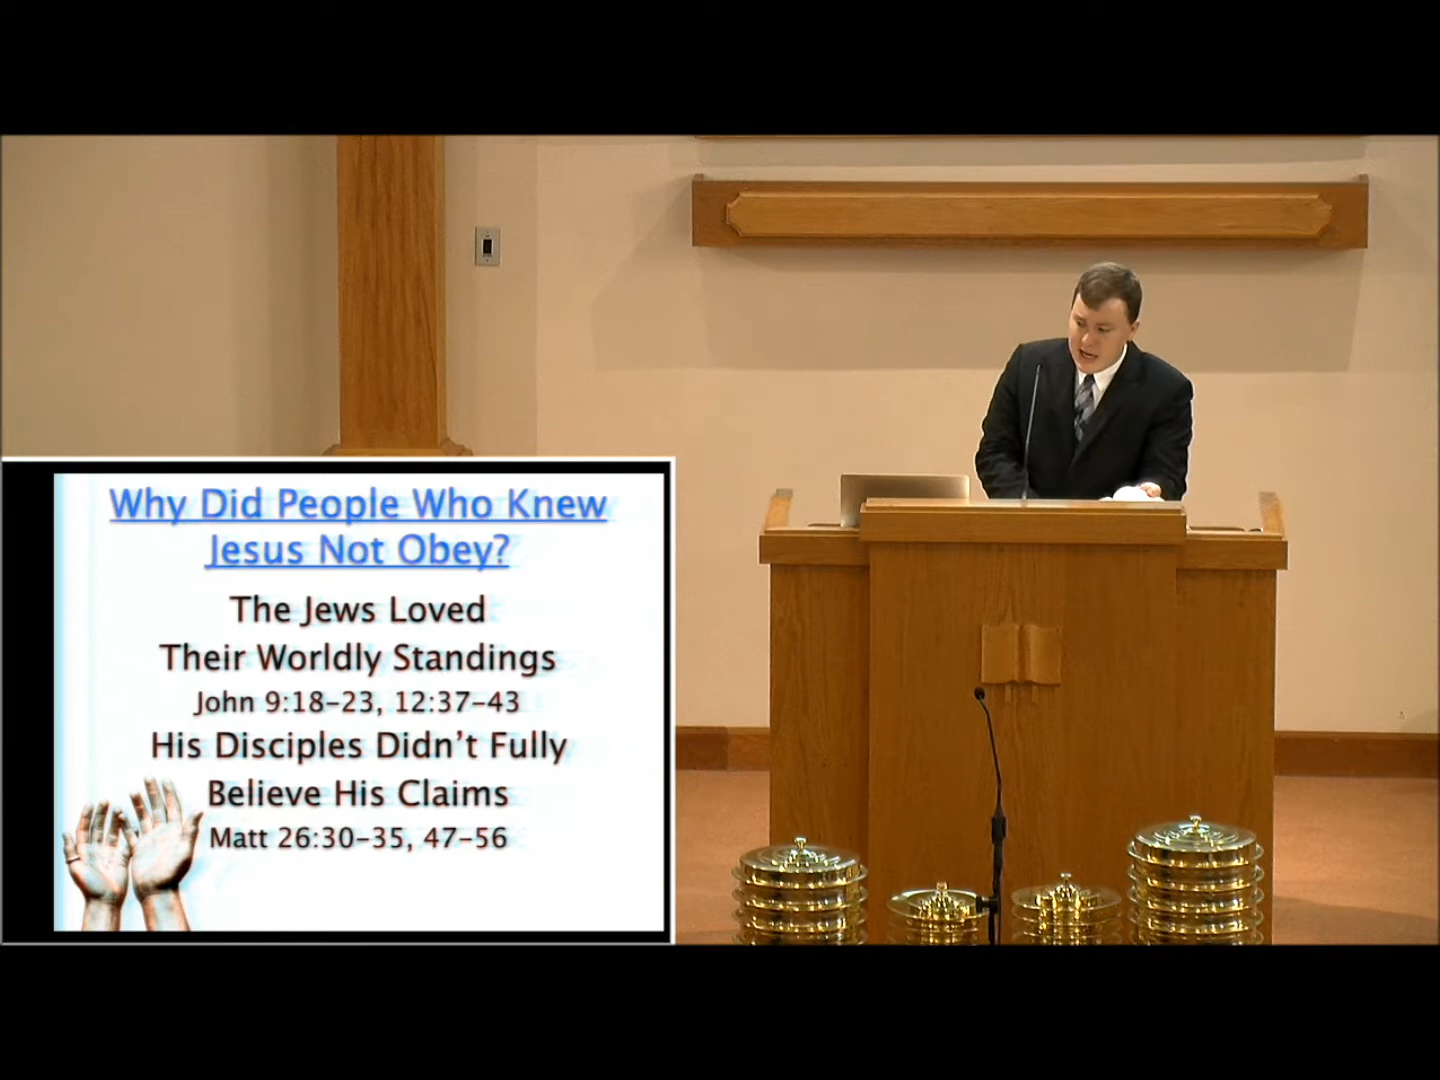 Why Did People Who Knew
Jesus Not Obey?
The Jews Loved
Their Worldly Standings
John 9:18-23, 12:37-43
His Disciples Didn't Fully
Believe His Claims
Matt 26:30-35, 47-56